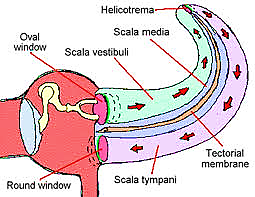 Helicotrema
Scala media
Oval
window
Scala vestibuli
Tectorial
membrane
Round window
Scala tympani